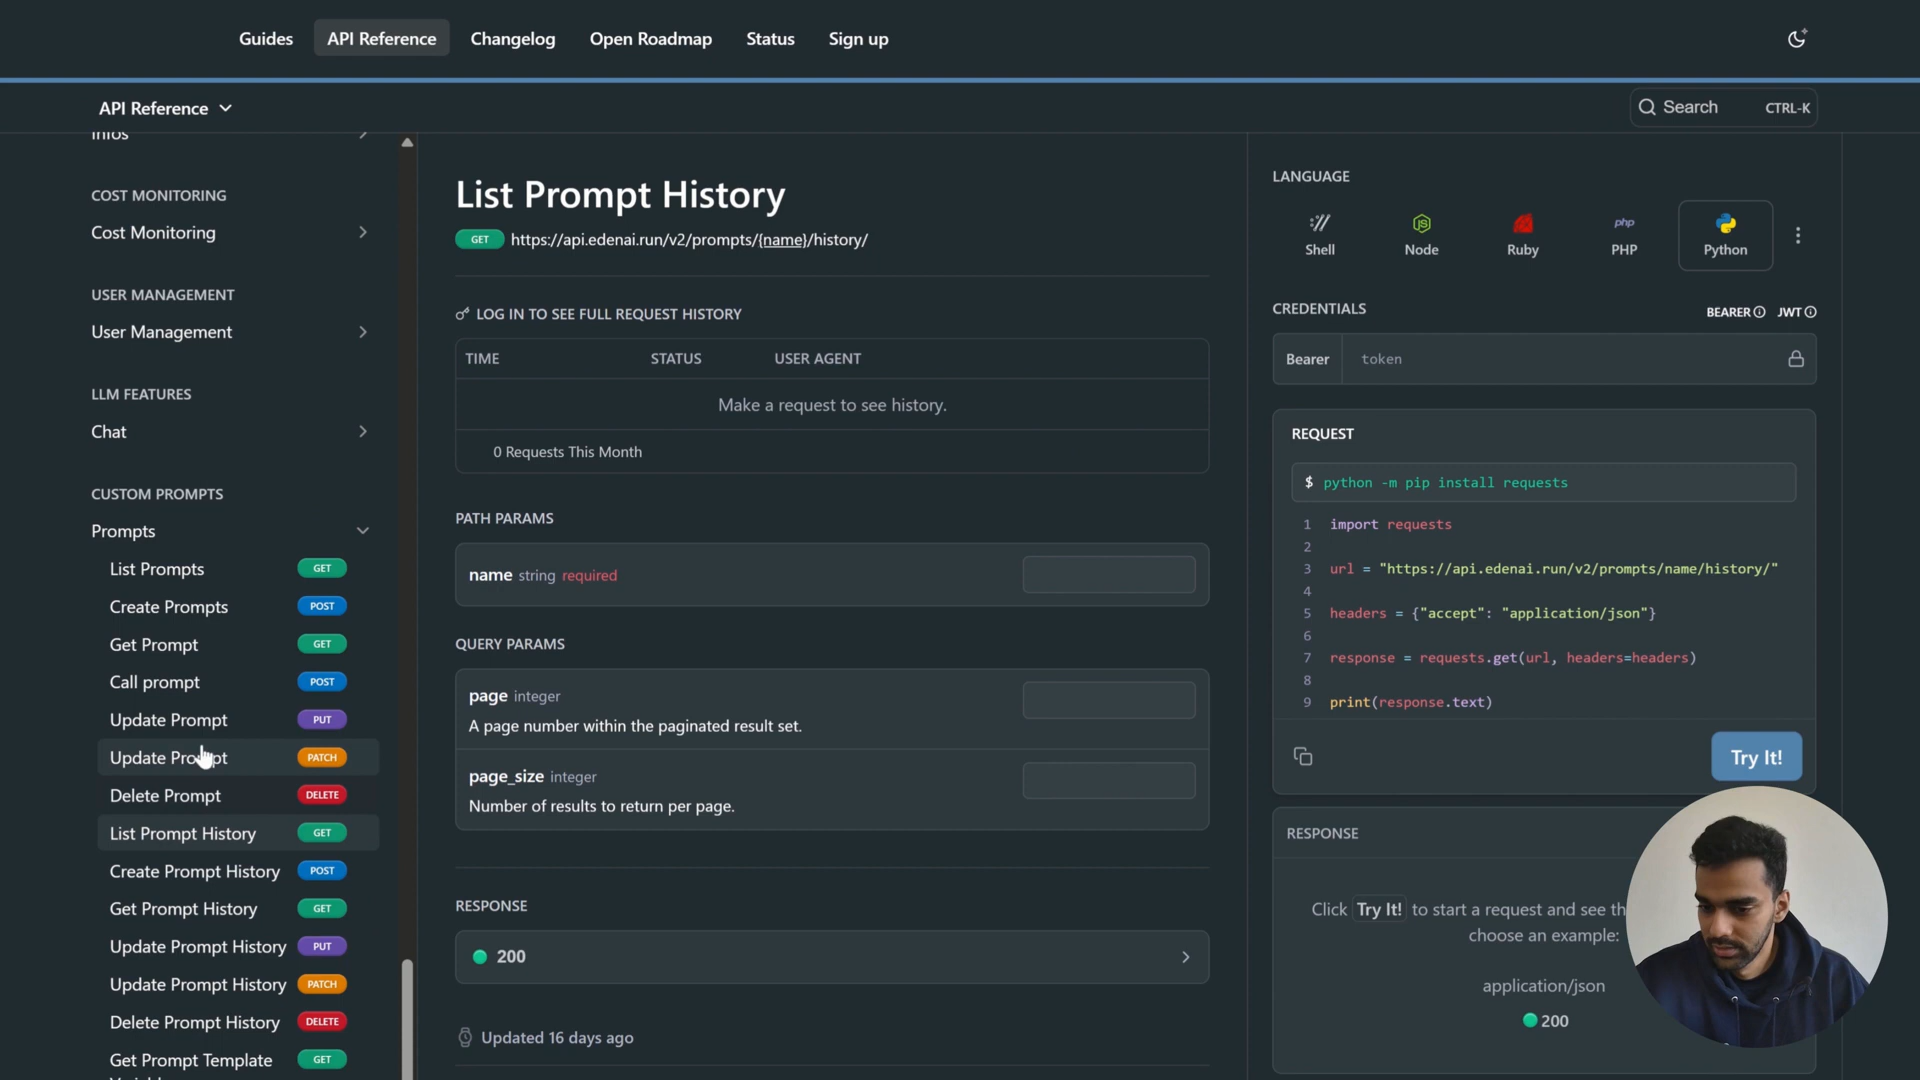 Guides
API Reference
Changelog
Open Roadmap
Status
Sign up
API Reference
Search
CTRL-K
Infos
COST MONITORING
Cost Monitoring
USER MANAGEMENT
User Management
LLM FEATURES
Chat
CUSTOM PROMPTS
Prompts
List Prompts GET
Create Prompts POST
Get Prompt GET
Call prompt POST
Update Prompt PUT
Update Prompt PATCH
Delete Prompt DELETE
List Prompt History GET
Create Prompt History POST
Get Prompt History GET
Update Prompt History PUT
Update Prompt History PATCH
Delete Prompt History DELETE
Get Prompt Template GET
List Prompt History
GET https://api.edenai.run/v2/prompts/{name}/history/
LOG IN TO SEE FULL REQUEST HISTORY
TIME STATUS USER AGENT
Make a request to see history.
0 Requests This Month
PATH PARAMS
name string required
QUERY PARAMS
page integer
A page number within the paginated result set.
page_size integer
Number of results to return per page.
RESPONSE
200
Updated 16 days ago
LANGUAGE
Shell
Node
Ruby
php
PHP
Python
CREDENTIALS
BEARER JWT
Bearer token
REQUEST
$ python -m pip install requests
1 import requests
2
3 url = "https://api.edenai.run/v2/prompts/name/history/"
4
5 headers = {"accept": "application/json"}
6
7 response = requests.get(url, headers=headers)
8
9 print(response.text)
Try It!
RESPONSE
Click Try It! to start a request and see th
choose an example:
application/json
200